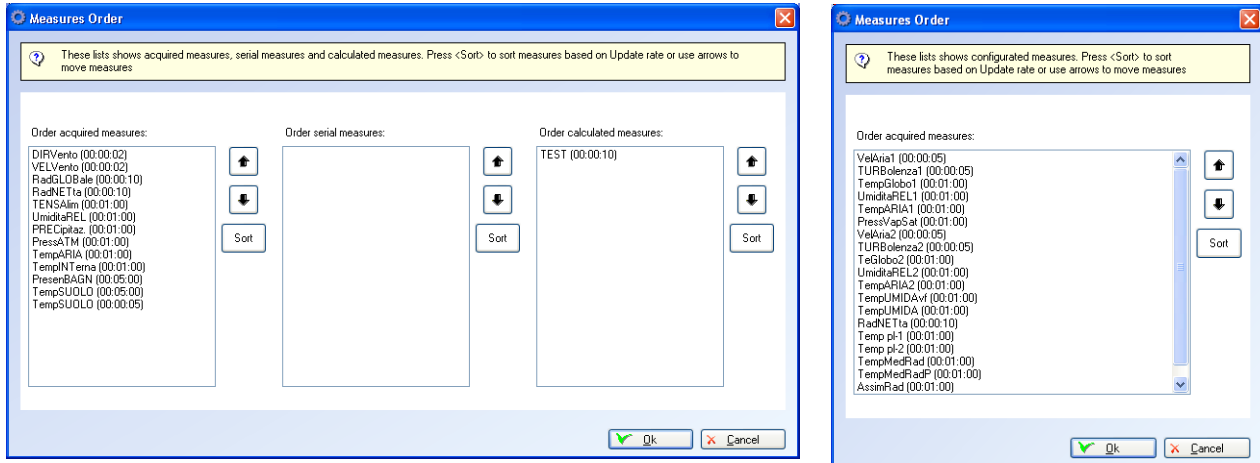 Measures Order
These lists shows acquired measures, serial measures and calculated measures. Press <Sort> to sort measures based on Update rate or use arrows to
move measures
Order acquired measures:
DIRVento (00:00:02)
VELVento (00:00:02)
RadGLOBale (00:00:10)
RadNETta (00:00:10)
TENSAlim (00:01:00)
UmiditaREL (00:01:00)
PRECipitaz. (00:01:00)
PressATM (00:01:00)
TempARIA (00:01:00)
TempINTerna (00:01:00)
PresenBAGN (00:05:00)
TempSUOLO (00:05:00)
TempSUOLO (00:00:05)
Sort
Order serial measures:
Sort
Order calculated measures:
TEST (00:00:10)
Sort
Ok
Cancel
Measures Order
These lists shows configurated measures. Press <Sort> to sort
measures based on Update rate or use arrows to move measures
Order acquired measures:
VelAria1 (00:00:05)
TURBolenza1 (00:00:05)
TempGlobo1 (00:01:00)
UmiditaREL1 (00:01:00)
TempARIA1 (00:01:00)
PressVapSat (00:01:00)
VelAria2 (00:00:05)
TURBolenza2 (00:00:05)
TeGlobo2 (00:01:00)
UmiditaREL2 (00:01:00)
TempARIA2 (00:01:00)
TempUMIDAvf (00:01:00)
TempUMIDA (00:01:00)
RadNETta (00:00:10)
Temp pl-1 (00:01:00)
Temp pl-2 (00:01:00)
TempMedRad (00:01:00)
TempMedRadP (00:01:00)
AssimRad (00:01:00)
Sort
Ok
Cancel